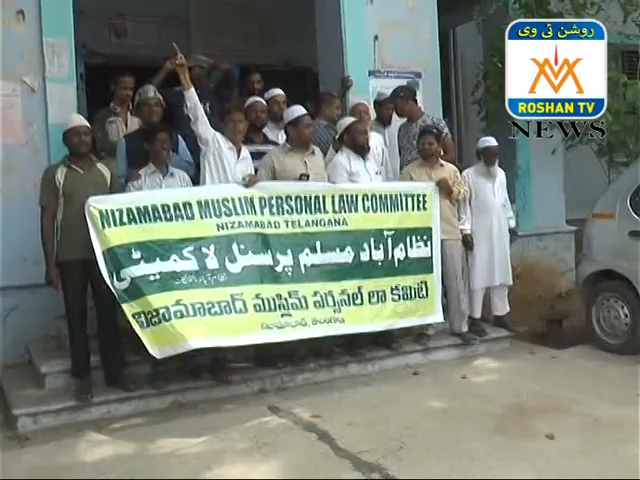 روشن ٹی وی
ROSHAN TV
NEWS
NIZAMABAD MUSLIM PERSONAL LAW COMMITTEE
NIZAMABAD TELANGANA
نظام آباد مسلم پرسنل لا کمیٹی
నిజామాబాద్ ముస్లిమ్ పర్సనల్ లా కమిటి